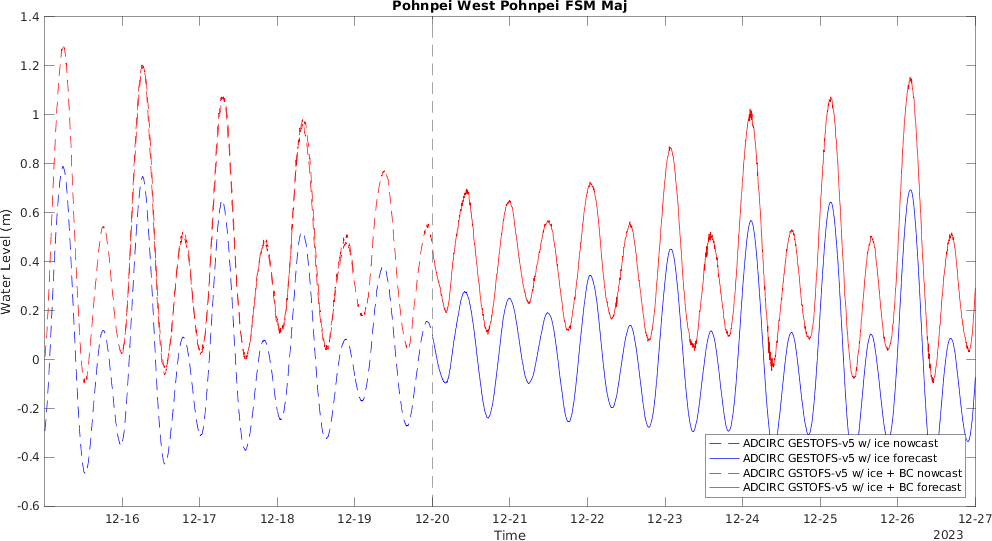 Pohnpei West Pohnpei FSM Maj
Water Level (m)
1.4
1.2
1
0.8
0.6
0.4
0.2
0
-0.2
-0.4
-0.6
ADCIRC GESTOFS-v5 w/ ice nowcast
ADCIRC GESTOFS-v5 w/ ice forecast
ADCIRC GSTOFS-v5 w/ ice + BC nowcast
ADCIRC GSTOFS-v5 w/ ice + BC forecast
12-16 12-17 12-18 12-19 12-20 12-21 12-22 12-23 12-24 12-25 12-26 12-27
Time
2023